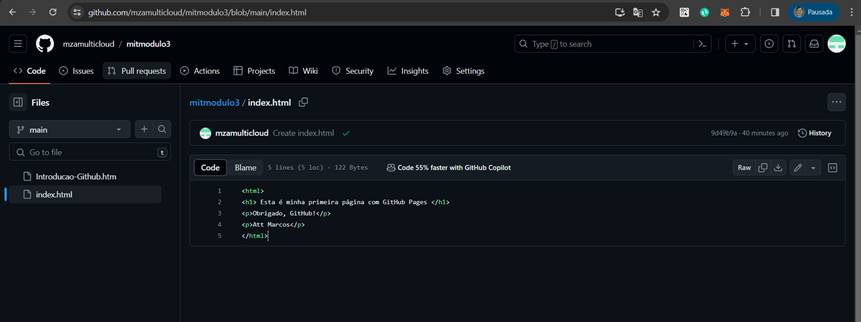 github.com/mzamulticloud/mitmodulo3/blob/main/index.html
Pausada
mzamulticloud / mitmodulo3
Type / to search
Code Issues Pull requests Actions Projects Wiki Security Insights Settings
Files
mitmodulo3 / index.html
main
mzamulticloud Create index.html
9d49b9a · 40 minutes ago
History
Go to file
t
Code Blame 5 lines (5 loc) · 122 Bytes
Code 55% faster with GitHub Copilot
Raw
Introducao-Github.htm
index.html
1 <html>
2 <h1> Esta é minha primeira página com GitHub Pages </h1>
3 <p>Obrigado, GitHub!</p>
4 <p>Att Marcos</p>
5 </html>